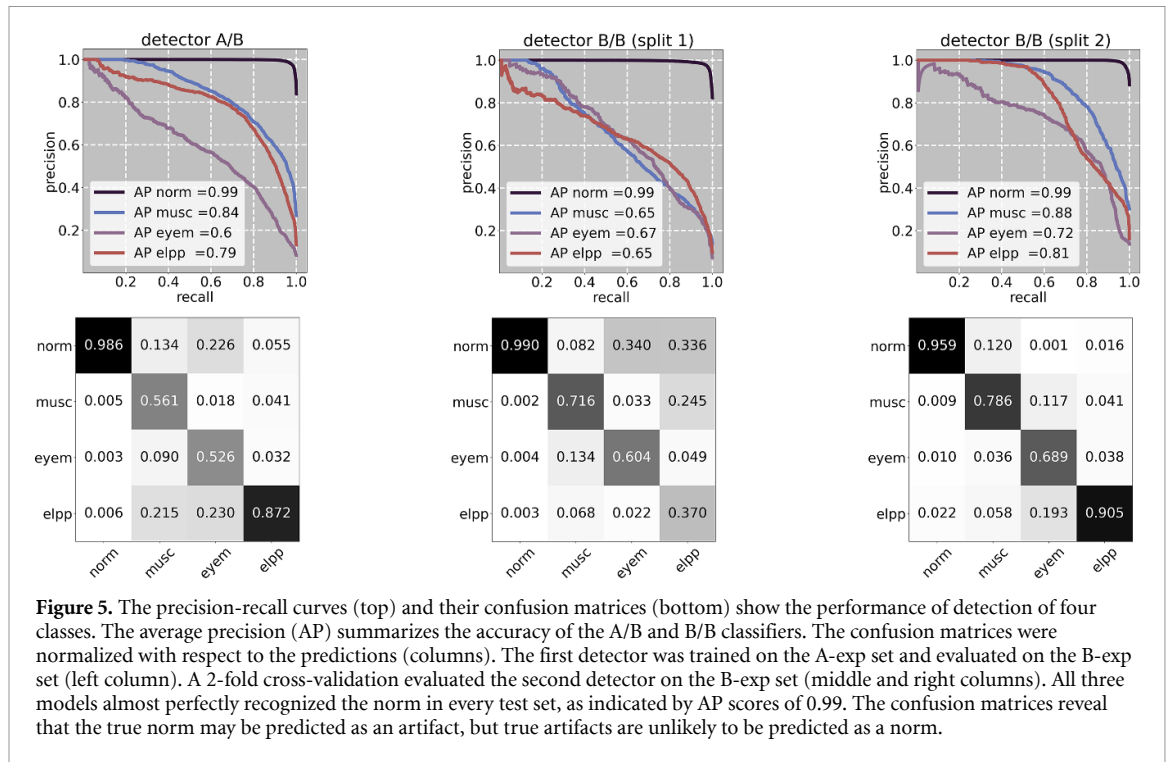 detector A/B
detector B/B (split 1)
detector B/B (split 2)
1.0
0.8
0.6
0.4
0.2
precision
AP norm =0.99
AP musc =0.84
AP eyem =0.6
AP elpp =0.79
0.2 0.4 0.6 0.8 1.0
recall
1.0
0.8
0.6
0.4
0.2
precision
AP norm =0.99
AP musc =0.65
AP eyem =0.67
AP elpp =0.65
0.2 0.4 0.6 0.8 1.0
recall
1.0
0.8
0.6
0.4
0.2
precision
AP norm =0.99
AP musc =0.88
AP eyem =0.72
AP elpp =0.81
0.2 0.4 0.6 0.8 1.0
recall
norm 0.986 0.134 0.226 0.055
musc 0.005 0.561 0.018 0.041
eyem 0.003 0.090 0.526 0.032
elpp 0.006 0.215 0.230 0.872
norm musc eyem elpp
norm 0.990 0.082 0.340 0.336
musc 0.002 0.716 0.033 0.245
eyem 0.004 0.134 0.604 0.049
elpp 0.003 0.068 0.022 0.370
norm musc eyem elpp
norm 0.959 0.120 0.001 0.016
musc 0.009 0.786 0.117 0.041
eyem 0.010 0.036 0.689 0.038
elpp 0.022 0.058 0.193 0.905
norm musc eyem elpp
Figure 5. The precision-recall curves (top) and their confusion matrices (bottom) show the performance of detection of four
classes. The average precision (AP) summarizes the accuracy of the A/B and B/B classifiers. The confusion matrices were
normalized with respect to the predictions (columns). The first detector was trained on the A-exp set and evaluated on the B-exp
set (left column). A 2-fold cross-validation evaluated the second detector on the B-exp set (middle and right columns). All three
models almost perfectly recognized the norm in every test set, as indicated by AP scores of 0.99. The confusion matrices reveal
that the true norm may be predicted as an artifact, but true artifacts are unlikely to be predicted as a norm.